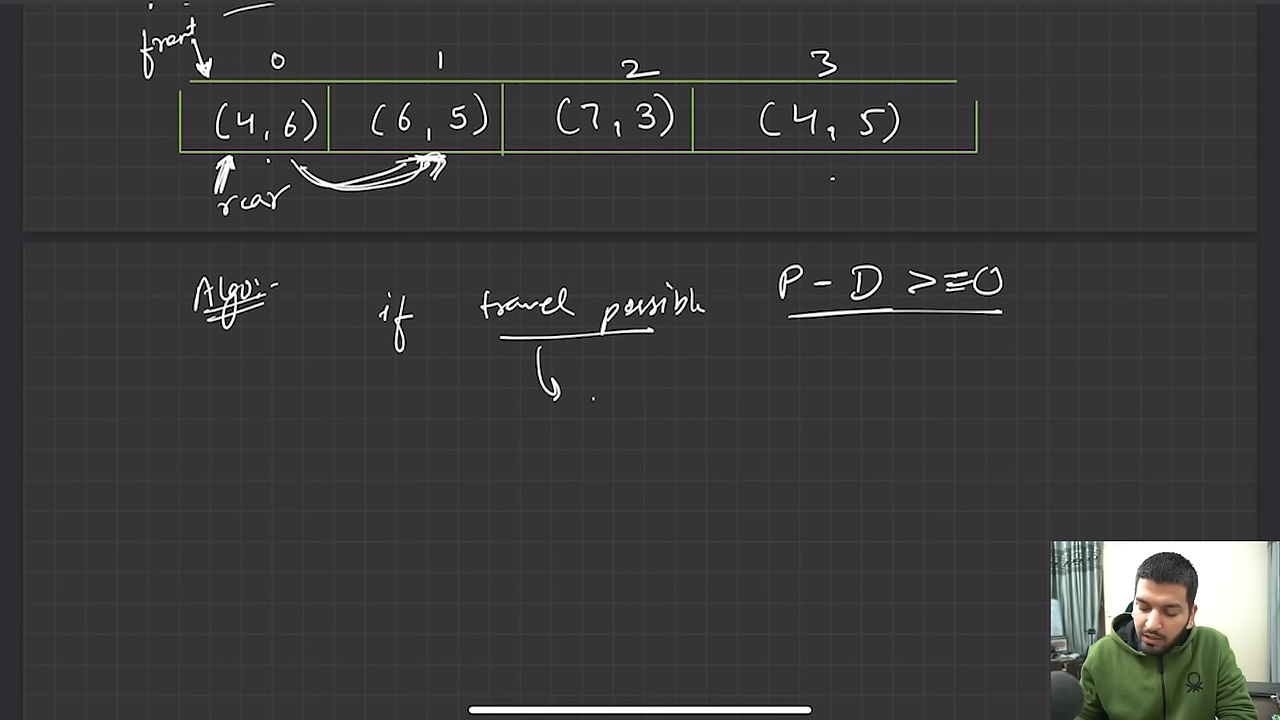 front
0 1 2 3
(4, 6) (6, 5) (7, 3) (4, 5)
rear
Algo:-
if travel possible P - D >= 0